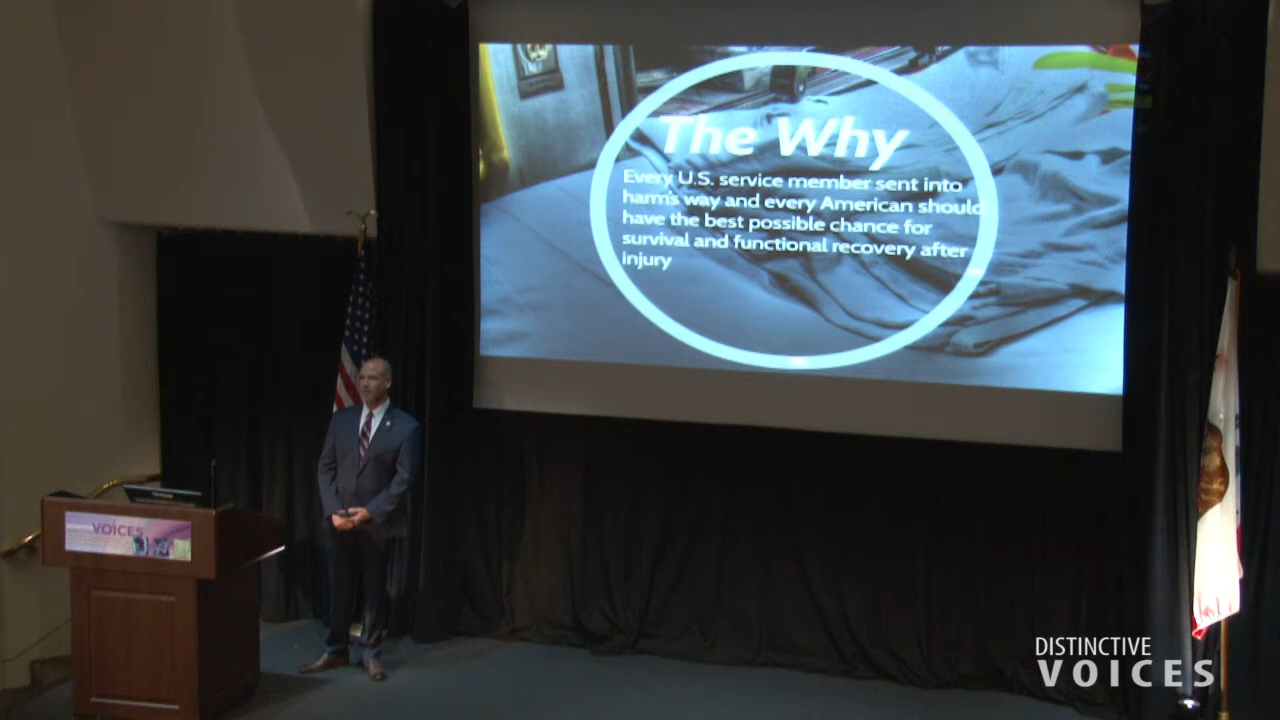 The Why
Every U.S. service member sent into
harm's way and every American should
have the best possible chance for
survival and functional recovery after
injury
VOICES
DISTINCTIVE
VOICES